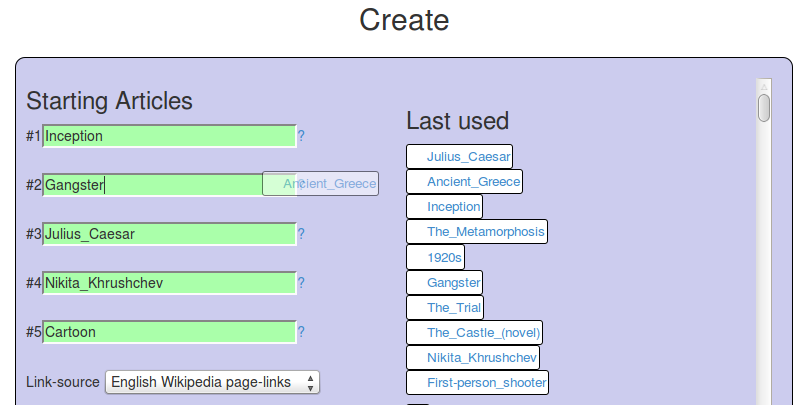 Create
Starting Articles
#1 Inception ?
#2 Gangster Ancient_Greece
#3 Julius_Caesar ?
#4 Nikita_Khrushchev ?
#5 Cartoon ?
Link-source English Wikipedia page-links
Last used
Julius_Caesar
Ancient_Greece
Inception
The_Metamorphosis
1920s
Gangster
The_Trial
The_Castle_(novel)
Nikita_Khrushchev
First-person_shooter